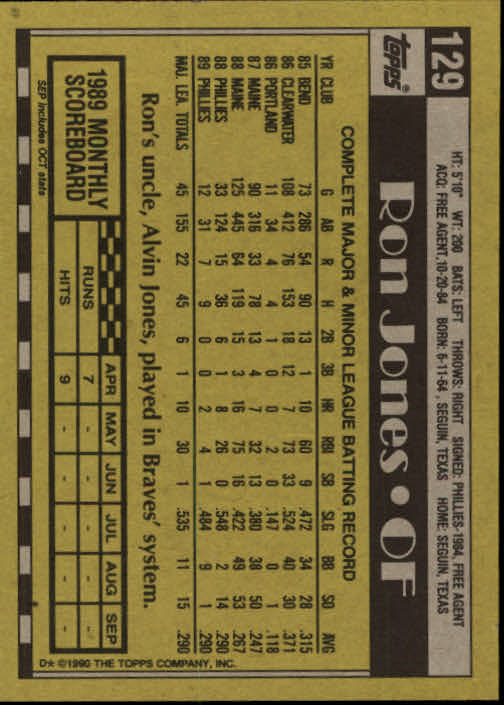 129
topps®
Ron Jones • OF
HT: 5'10" WT: 200 BATS: LEFT THROWS: RIGHT SIGNED: PHILLIES-1984, FREE AGENT
ACQ: FREE AGENT,10-20-84 BORN: 6-11-64, SEGUIN, TEXAS HOME: SEGUIN, TEXAS
COMPLETE MAJOR & MINOR LEAGUE BATTING RECORD
YR CLUB G AB R H 2B 3B HR RBI SB SLG BB SO AVG
85 BEND 73 286 54 90 13 1 10 60 9 .472 34 28 .315
86 CLEARWATER 108 412 76 153 18 12 7 73 33 .524 40 30 .371
86 PORTLAND 11 34 4 4 1 0 0 2 0 .147 0 1 .118
87 MAINE 90 316 33 78 13 4 7 32 13 .380 38 50 .247
88 MAINE 125 445 64 119 15 3 16 75 16 .422 49 53 .267
88 PHILLIES 33 124 15 36 6 1 8 26 0 .548 2 14 .290
89 PHILLIES 12 31 7 9 0 0 2 4 1 .484 9 1 .290
MAJ. LEA. TOTALS 45 155 22 45 6 1 10 30 1 .535 11 15 .290
Ron's uncle, Alvin Jones, played in Braves' system.
1989 MONTHLY
SCOREBOARD
SEP includes OCT stats
APR MAY JUN JUL AUG SEP
RUNS 7 - - - - -
HITS 9 - - - - -
D* ©1990 THE TOPPS COMPANY, INC.